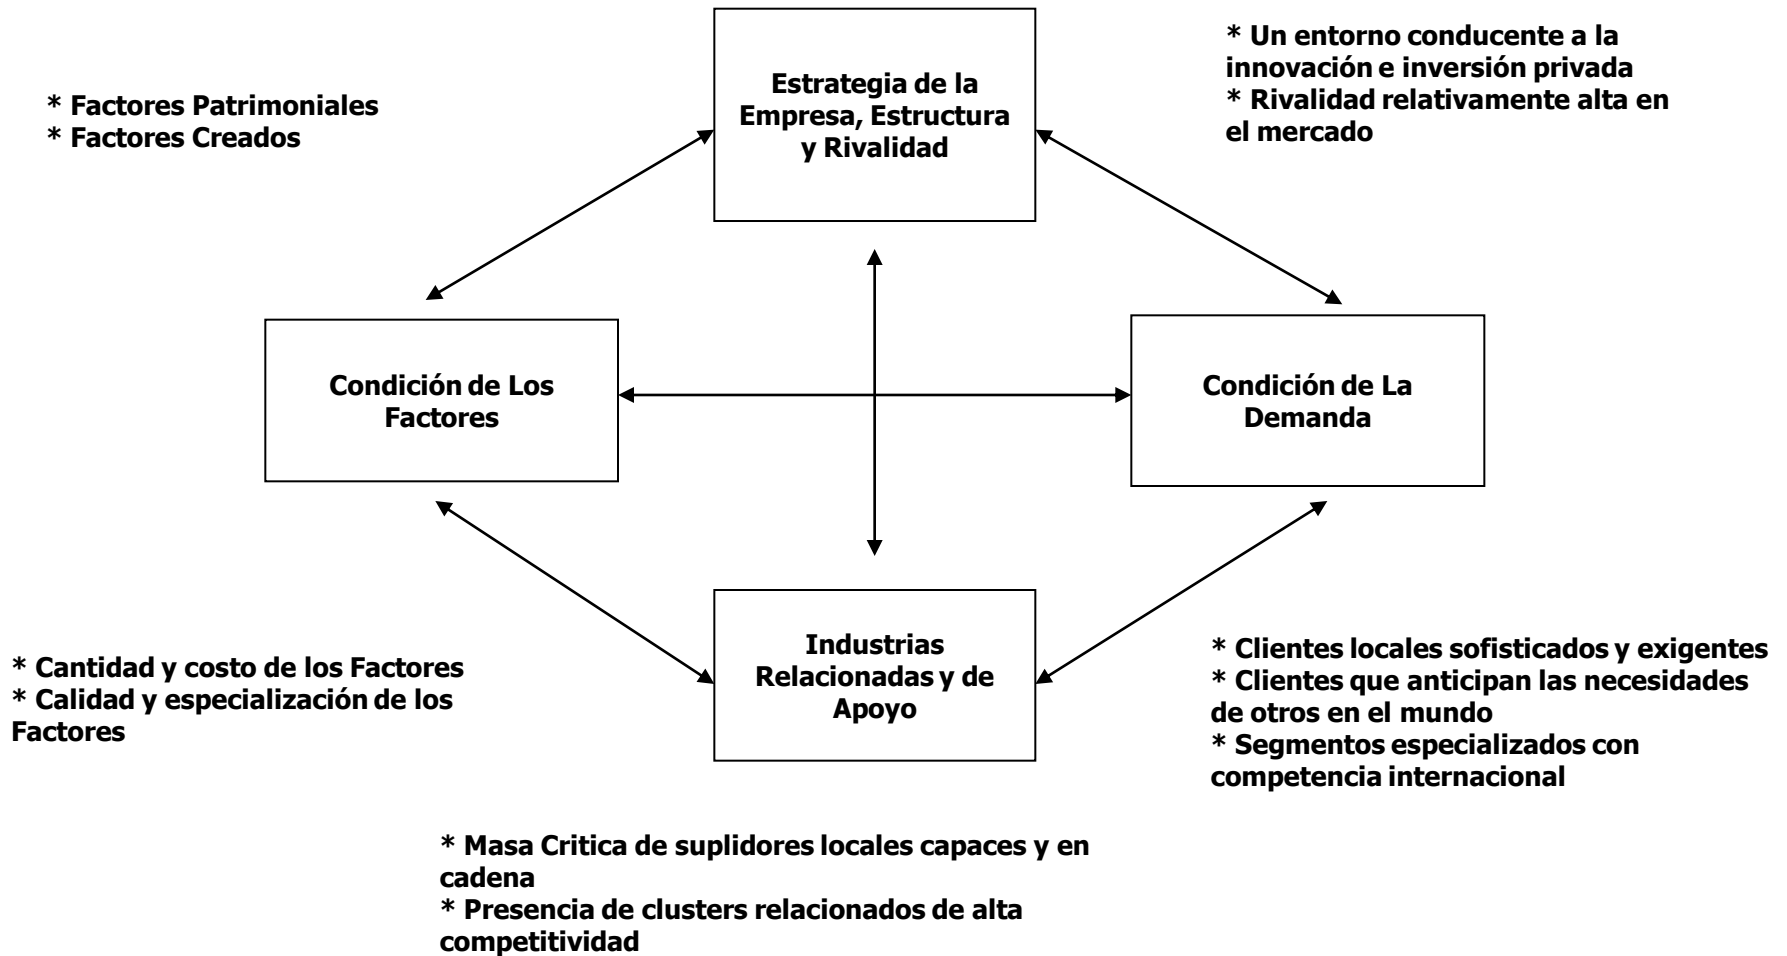 Estrategia de la
Empresa, Estructura
y Rivalidad
* Un entorno conducente a la
innovación e inversión privada
* Rivalidad relativamente alta en
el mercado
* Factores Patrimoniales
* Factores Creados
Condición de Los
Factores
Condición de La
Demanda
Industrias
Relacionadas y de
Apoyo
* Cantidad y costo de los Factores
* Calidad y especialización de los
Factores
* Clientes locales sofisticados y exigentes
* Clientes que anticipan las necesidades
de otros en el mundo
* Segmentos especializados con
competencia internacional
* Masa Critica de suplidores locales capaces y en
cadena
* Presencia de clusters relacionados de alta
competitividad